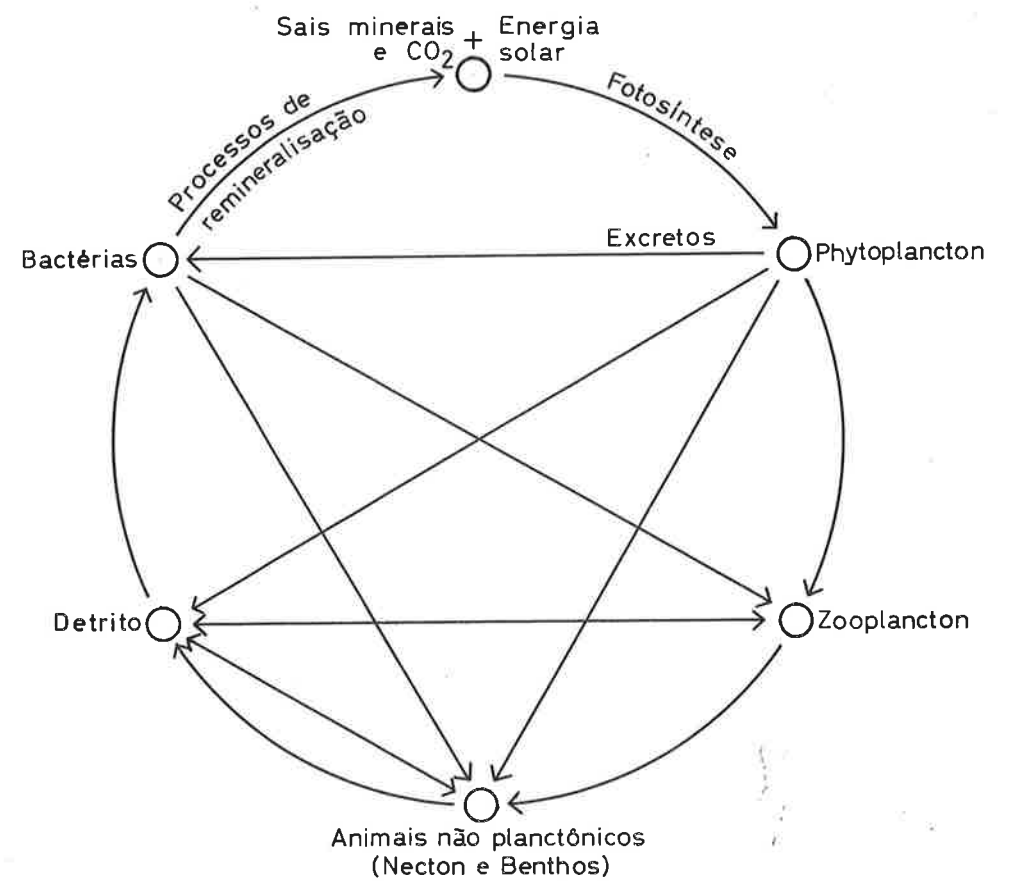 Sais minerais + Energia
e CO₂ solar
Fotosíntese
Processos de
remineralisação
Excretos
Bactérias
Phytoplancton
Detrito
Zooplancton
Animais não planctônicos
(Necton e Benthos)